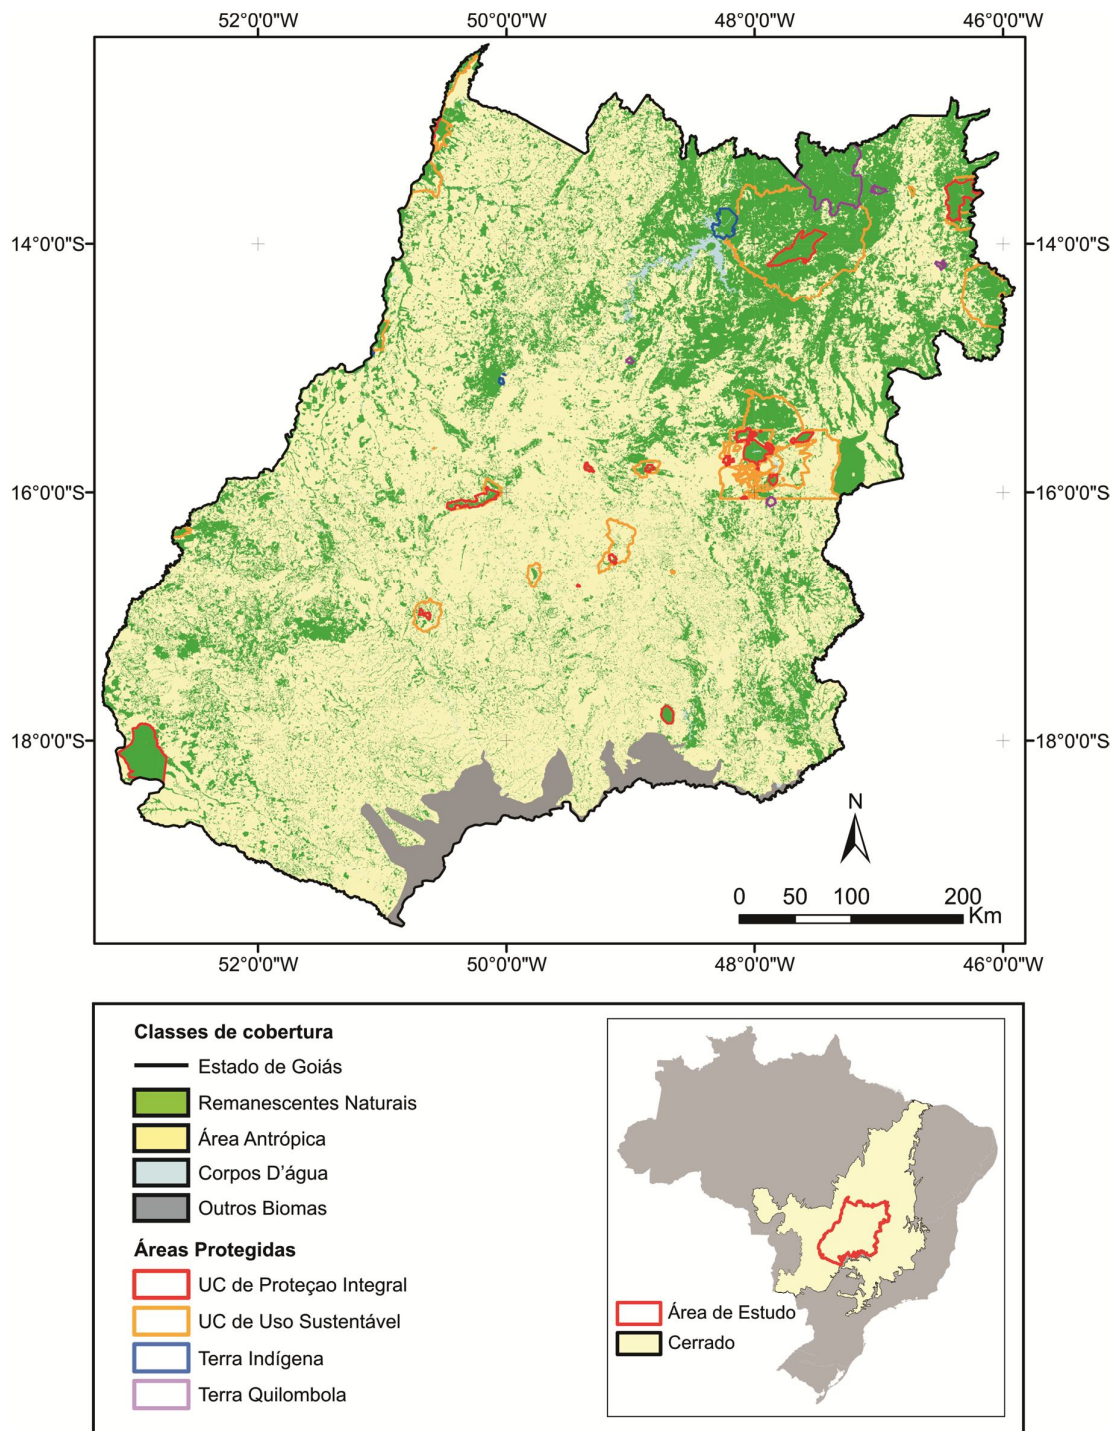 52°0'0"W 50°0'0"W 48°0'0"W 46°0'0"W
14°0'0"S 14°0'0"S
16°0'0"S 16°0'0"S
18°0'0"S 18°0'0"S
N
0 50 100 200
Km
52°0'0"W 50°0'0"W 48°0'0"W 46°0'0"W
Classes de cobertura
Estado de Goiás
Remanescentes Naturais
Área Antrópica
Corpos D'água
Outros Biomas
Áreas Protegidas
UC de Proteçao Integral
UC de Uso Sustentável
Terra Indígena
Terra Quilombola
Área de Estudo
Cerrado